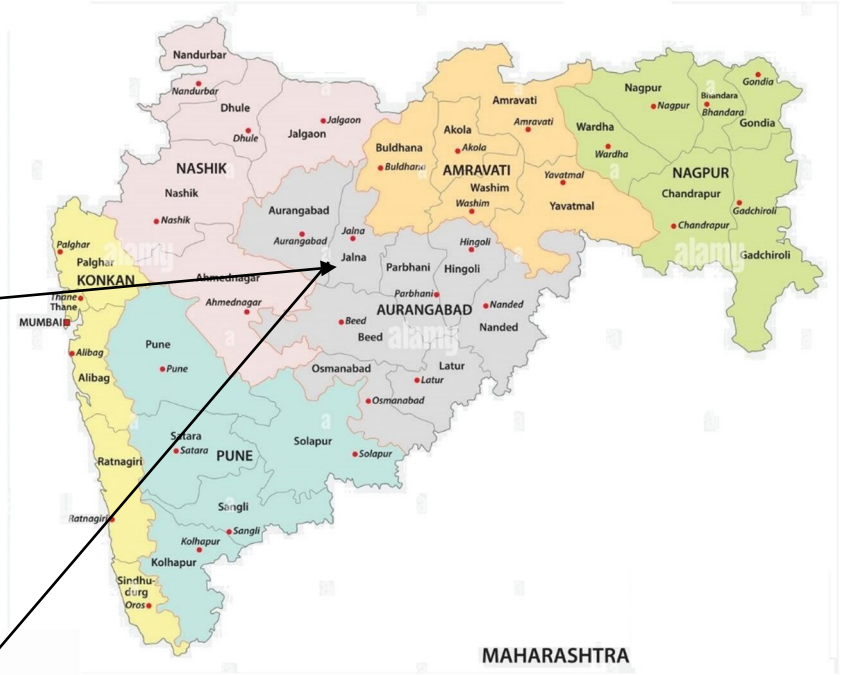 Nandurbar
Nandurbar
Dhule
Dhule
Jalgaon
Jalgaon
NASHIK
Nashik
Nashik
Ahmednagar
Ahmednagar
Buldhana
Buldhana
Akola
Akola
Amravati
Amravati
AMRAVATI
Washim
Washim
Yavatmal
Yavatmal
Nagpur
Nagpur
Bhandara
Bhandara
Gondia
Gondia
Wardha
Wardha
NAGPUR
Chandrapur
Chandrapur
Gadchiroli
Gadchiroli
Aurangabad
Aurangabad
Jalna
Jalna
Parbhani
Parbhani
Hingoli
Hingoli
AURANGABAD
Nanded
Nanded
Beed
Beed
Latur
Latur
Osmanabad
Osmanabad
Palghar
Palghar
KONKAN
Thane
Thane
MUMBAI
Alibag
Alibag
Ratnagiri
Ratnagiri
Sindhu-
durg
Oros
Pune
Pune
Satara
Satara
PUNE
Solapur
Solapur
Sangli
Sangli
Kolhapur
Kolhapur
MAHARASHTRA
alamy
alamy
alamy
a
a
a
a
a
a
a